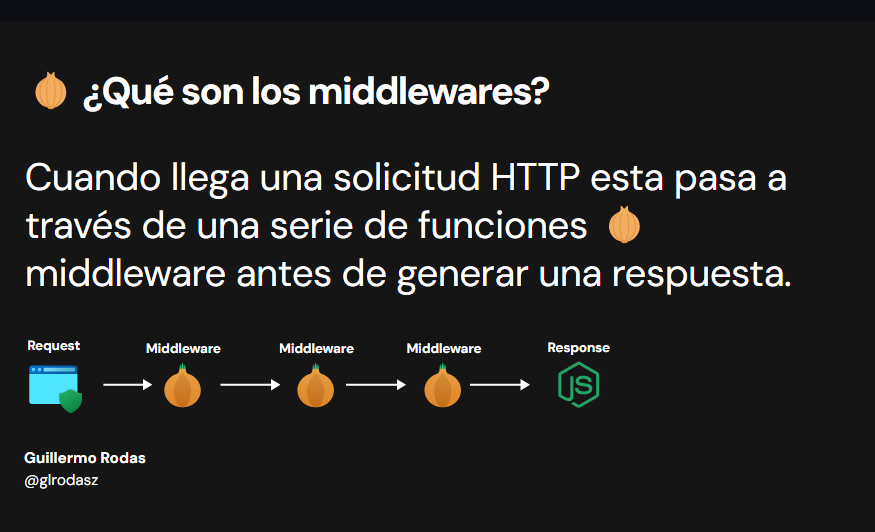 ¿Qué son los middlewares?
Cuando llega una solicitud HTTP esta pasa a
través de una serie de funciones
middleware antes de generar una respuesta.
Request
Middleware
Middleware
Middleware
Response
JS
Guillermo Rodas
@glrodasz